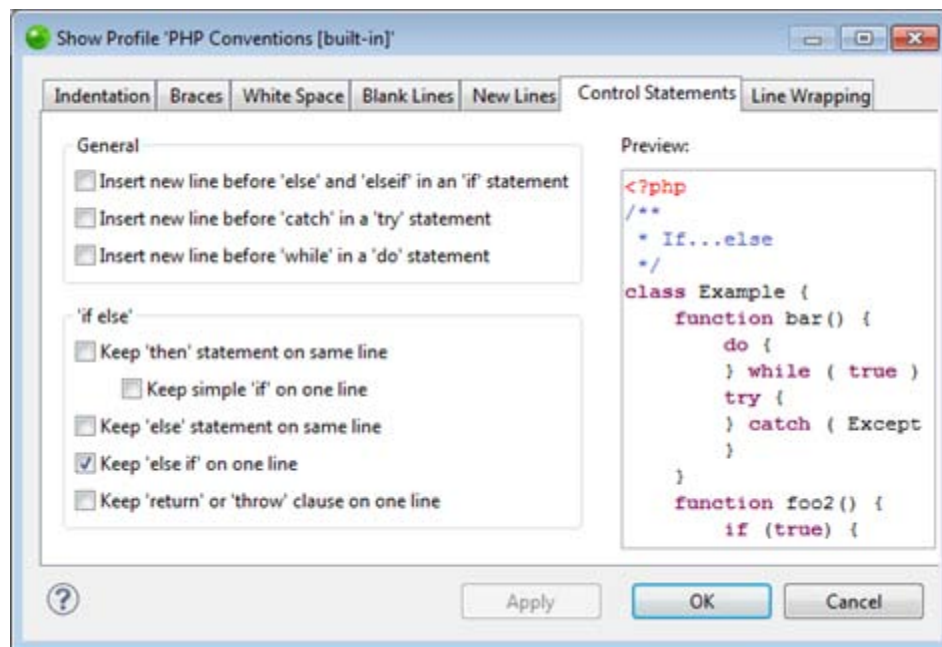 Show Profile 'PHP Conventions [built-in]'
Indentation Braces White Space Blank Lines New Lines Control Statements Line Wrapping
General
Insert new line before 'else' and 'elseif' in an 'if' statement
Insert new line before 'catch' in a 'try' statement
Insert new line before 'while' in a 'do' statement
'if else'
Keep 'then' statement on same line
Keep simple 'if' on one line
Keep 'else' statement on same line
Keep 'else if' on one line
Keep 'return' or 'throw' clause on one line
Preview:
<?php
/**
 * If...else
 */
class Example {
    function bar() {
        do {
        } while ( true )
        try {
        } catch ( Except
        }
    }
    function foo2() {
        if (true) {
?
Apply OK Cancel